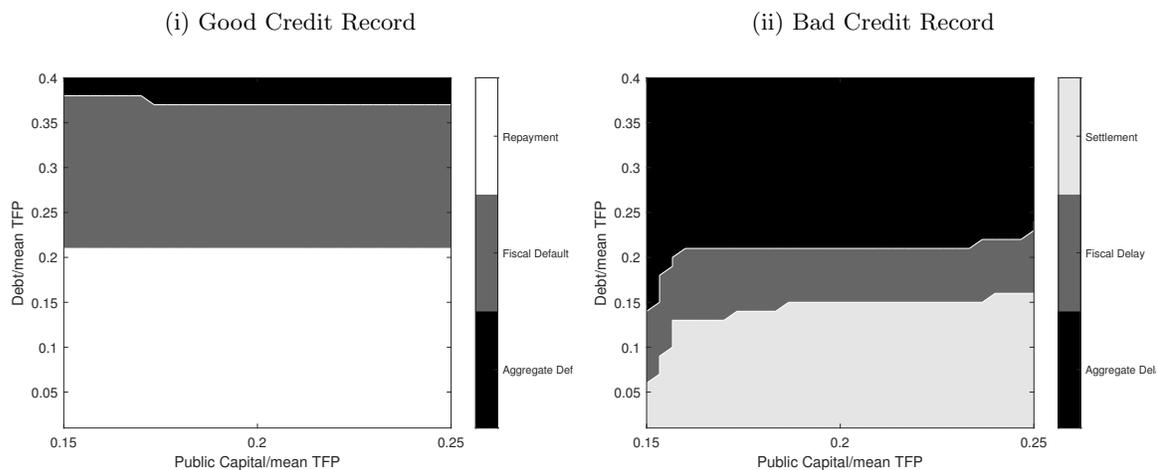 (i) Good Credit Record
0.4
0.35
0.3
0.25
0.2
0.15
0.1
0.05
Debt/mean TFP
0.15
0.2
0.25
Public Capital/mean TFP
Repayment
Fiscal Default
Aggregate Def
(ii) Bad Credit Record
0.4
0.35
0.3
0.25
0.2
0.15
0.1
0.05
Debt/mean TFP
0.15
0.2
0.25
Public Capital/mean TFP
Settlement
Fiscal Delay
Aggregate Del